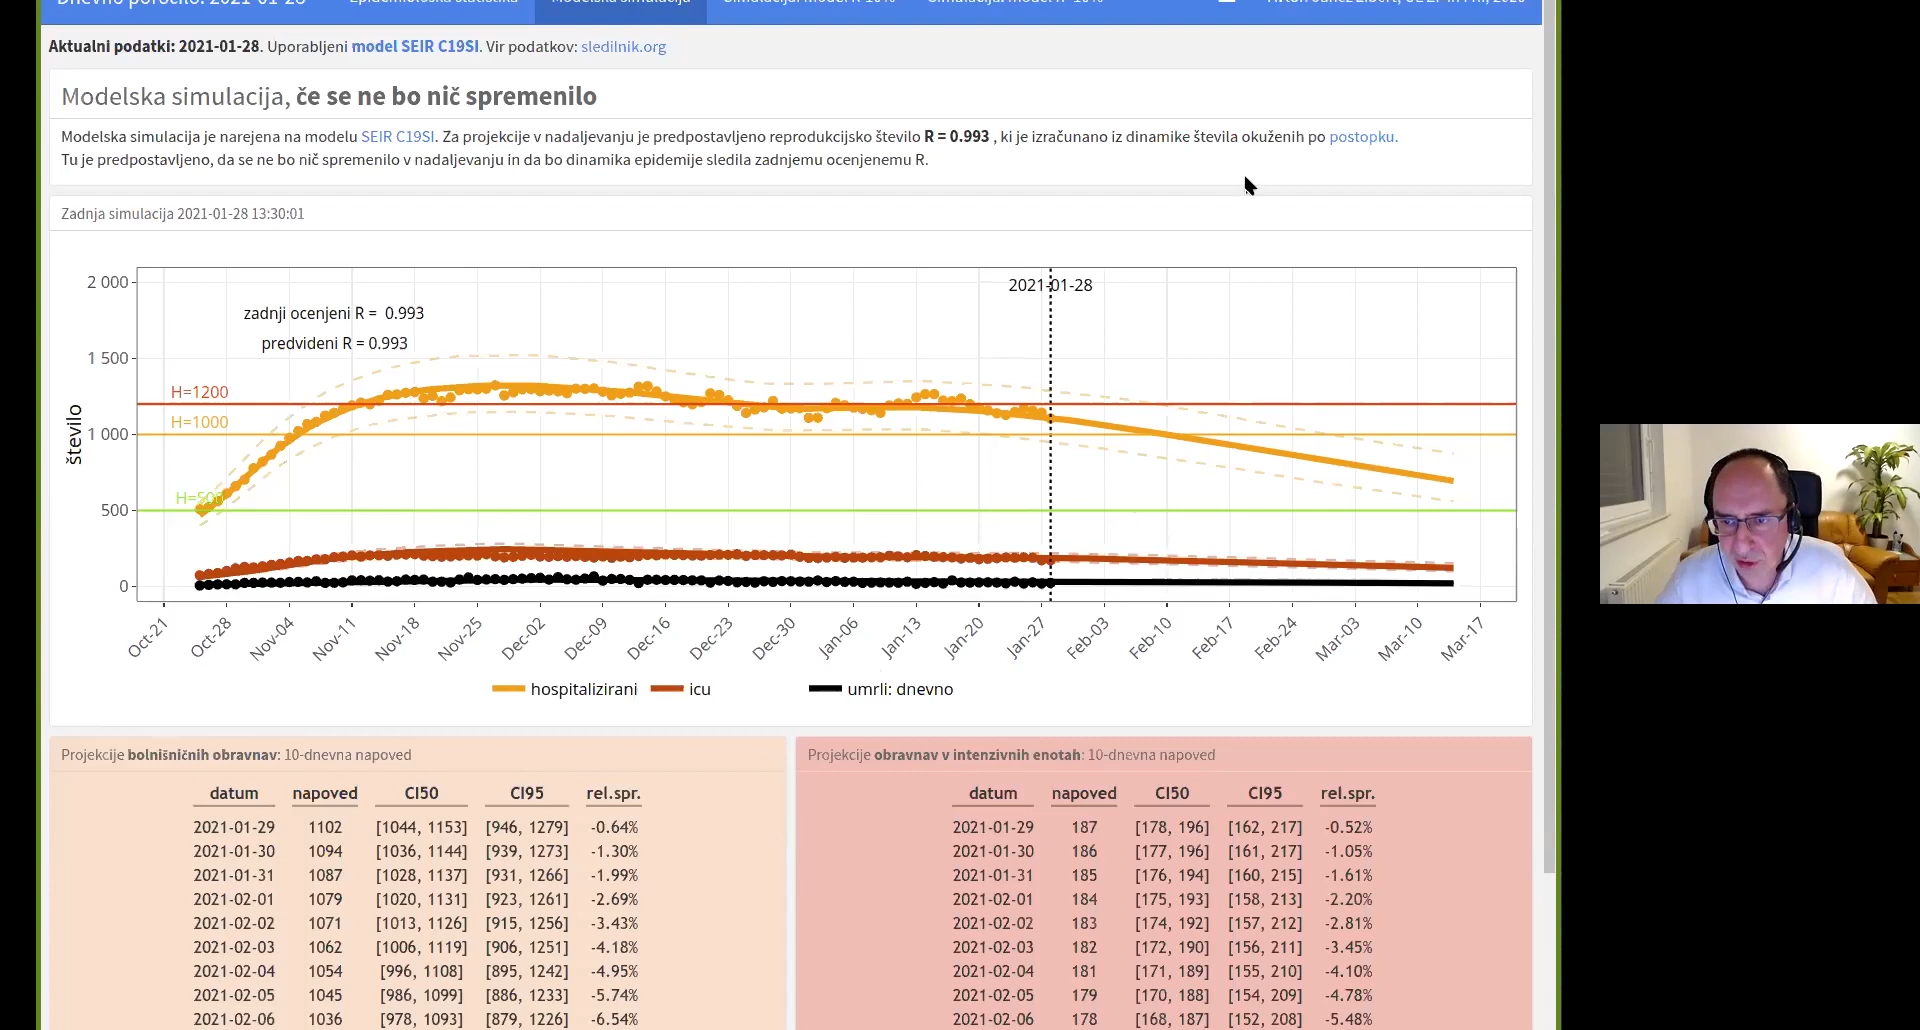 Dnevno poročilo: 2021-01-28
Epidemiološka statistika
Modelska simulacija
Aktualni podatki: 2021-01-28. Uporabljeni model SEIR C19SI. Vir podatkov: sledilnik.org
Modelska simulacija, če se ne bo nič spremenilo
Modelska simulacija je narejena na modelu SEIR C19SI. Za projekcije v nadaljevanju je predpostavljeno reprodukcijsko število R = 0.993 , ki je izračunano iz dinamike števila okuženih po postopku.
Tu je predpostavljeno, da se ne bo nič spremenilo v nadaljevanju in da bo dinamika epidemije sledila zadnjemu ocenjenemu R.
Zadnja simulacija 2021-01-28 13:30:01
2021-01-28
zadnji ocenjeni R = 0.993
predvideni R = 0.993
H=1200
H=1000
H=500
število
2 000
1 500
1 000
500
0
Oct-21 Oct-28 Nov-04 Nov-11 Nov-18 Nov-25 Dec-02 Dec-09 Dec-16 Dec-23 Dec-30 Jan-06 Jan-13 Jan-20 Jan-27 Feb-03 Feb-10 Feb-17 Feb-24 Mar-03 Mar-10 Mar-17
hospitalizirani icu umrli: dnevno
Projekcije bolnišničnih obravnav: 10-dnevna napoved
datum napoved CI50 CI95 rel.spr.
2021-01-29 1102 [1044, 1153] [946, 1279] -0.64%
2021-01-30 1094 [1036, 1144] [939, 1273] -1.30%
2021-01-31 1087 [1028, 1137] [931, 1266] -1.99%
2021-02-01 1079 [1020, 1131] [923, 1261] -2.69%
2021-02-02 1071 [1013, 1126] [915, 1256] -3.43%
2021-02-03 1062 [1006, 1119] [906, 1251] -4.18%
2021-02-04 1054 [996, 1108] [895, 1242] -4.95%
2021-02-05 1045 [986, 1099] [886, 1233] -5.74%
2021-02-06 1036 [978, 1093] [879, 1226] -6.54%
Projekcije obravnav v intenzivnih enotah: 10-dnevna napoved
datum napoved CI50 CI95 rel.spr.
2021-01-29 187 [178, 196] [162, 217] -0.52%
2021-01-30 186 [177, 196] [161, 217] -1.05%
2021-01-31 185 [176, 194] [160, 215] -1.61%
2021-02-01 184 [175, 193] [158, 213] -2.20%
2021-02-02 183 [174, 192] [157, 212] -2.81%
2021-02-03 182 [172, 190] [156, 211] -3.45%
2021-02-04 181 [171, 189] [155, 210] -4.10%
2021-02-05 179 [170, 188] [154, 209] -4.78%
2021-02-06 178 [168, 187] [152, 208] -5.48%